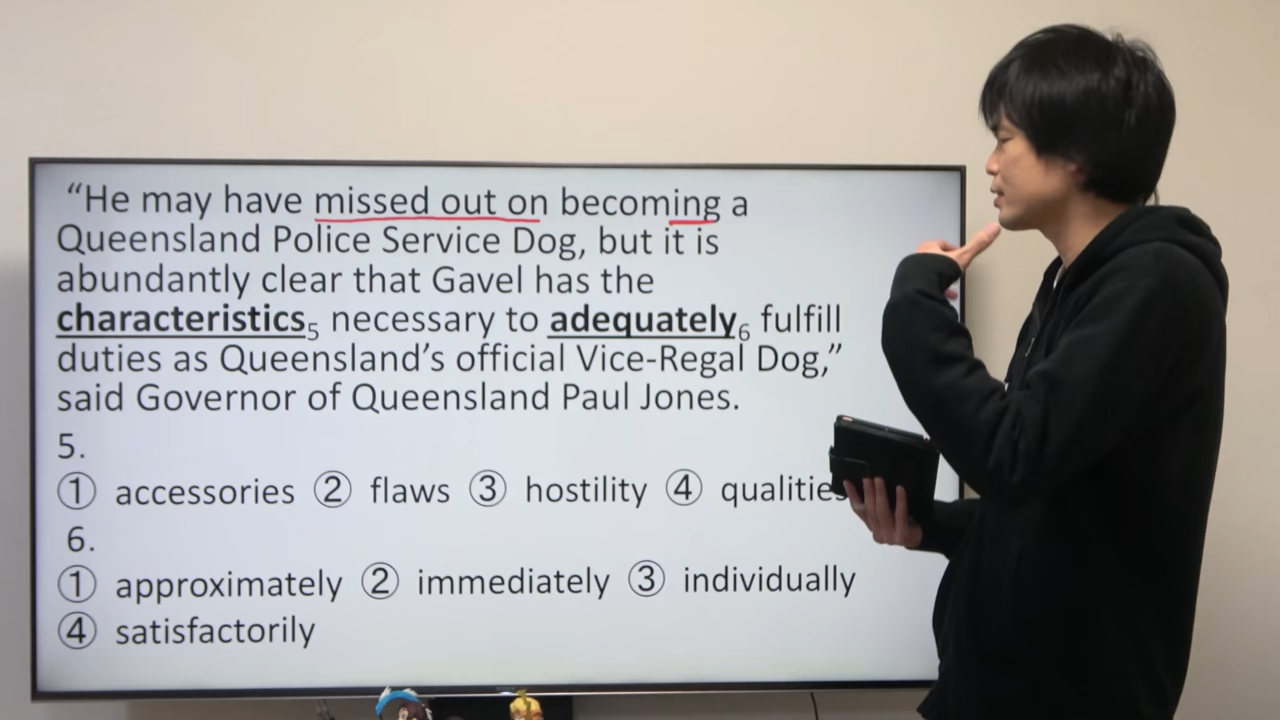 “He may have missed out on becoming a
Queensland Police Service Dog, but it is
abundantly clear that Gavel has the
characteristics5 necessary to adequately6 fulfill
duties as Queensland’s official Vice-Regal Dog,”
said Governor of Queensland Paul Jones.
5.
① accessories ② flaws ③ hostility ④ qualities
6.
① approximately ② immediately ③ individually
④ satisfactorily